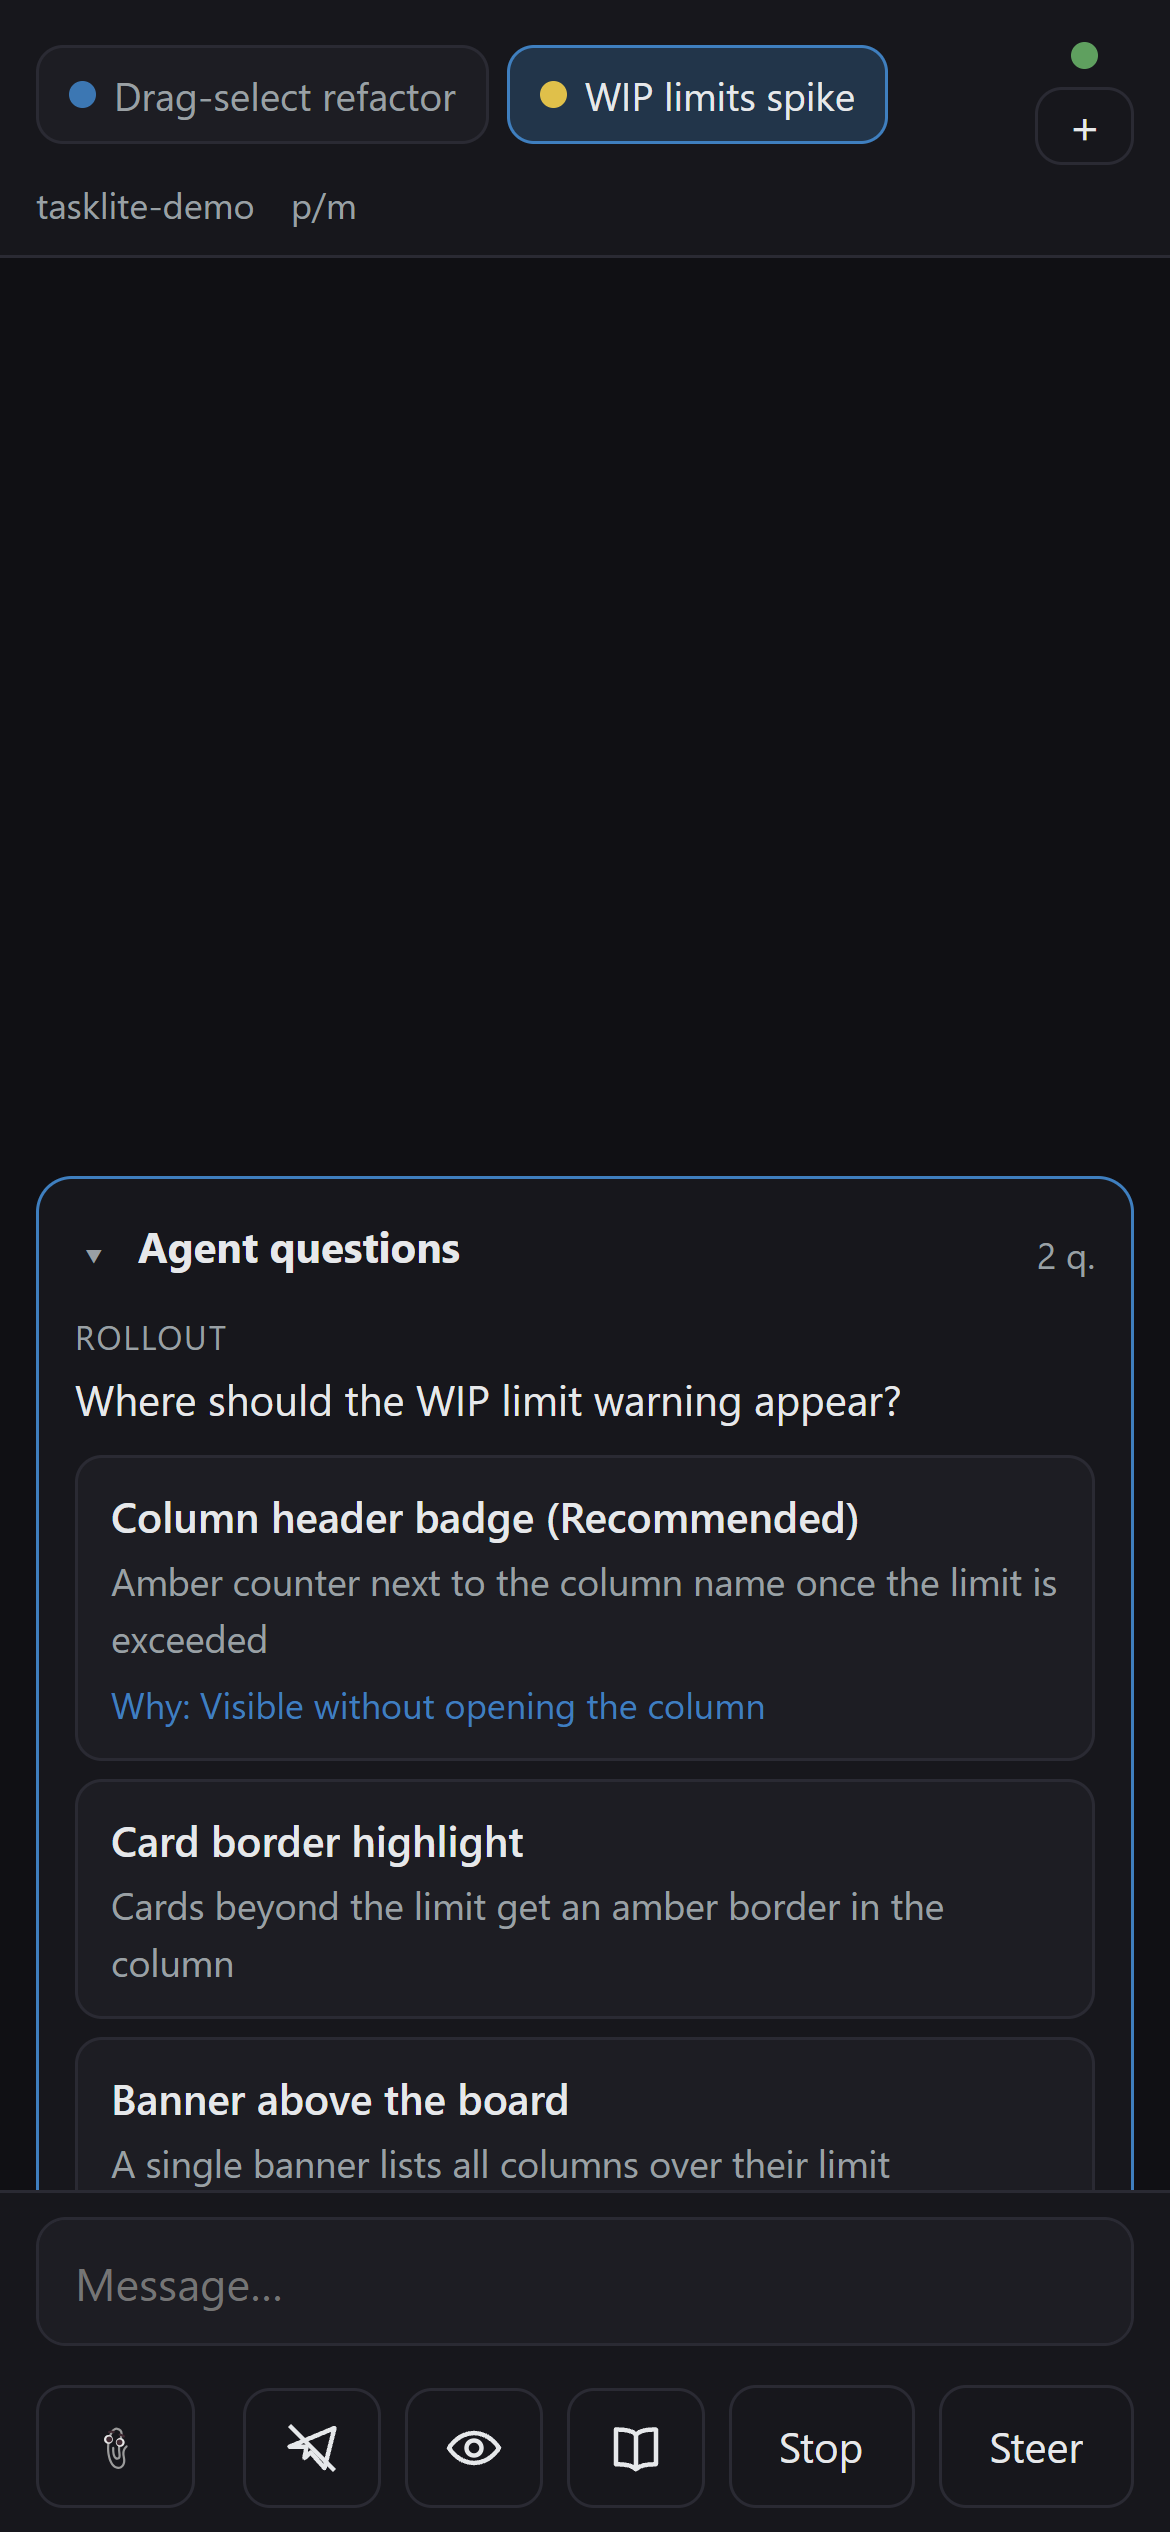 Drag-select refactor
WIP limits spike
+
tasklite-demo p/m
Agent questions
2 q.
ROLLOUT
Where should the WIP limit warning appear?
Column header badge (Recommended)
Amber counter next to the column name once the limit is
exceeded
Why: Visible without opening the column
Card border highlight
Cards beyond the limit get an amber border in the
column
Banner above the board
A single banner lists all columns over their limit
Message...
Stop
Steer